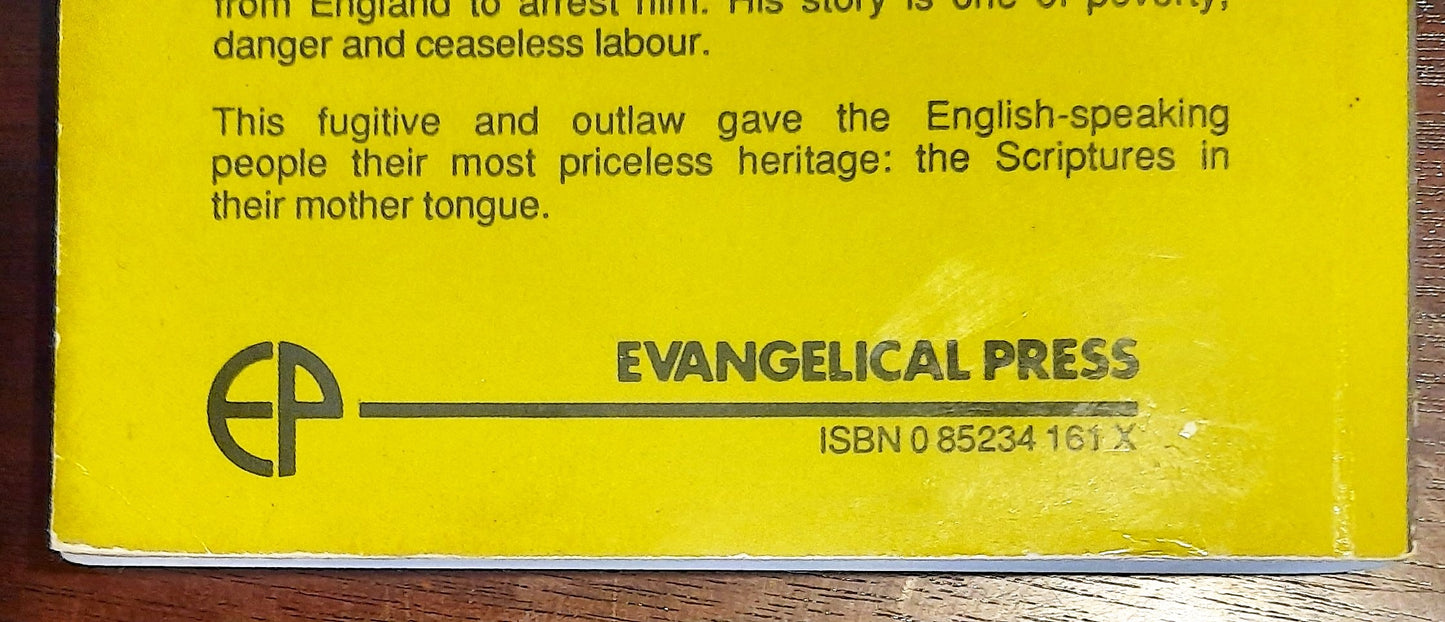 from England to arrest him. His story is one of poverty,
danger and ceaseless labour.
This fugitive and outlaw gave the English-speaking
people their most priceless heritage: the Scriptures in
their mother tongue.
EP
EVANGELICAL PRESS
ISBN 0 85234 161 X